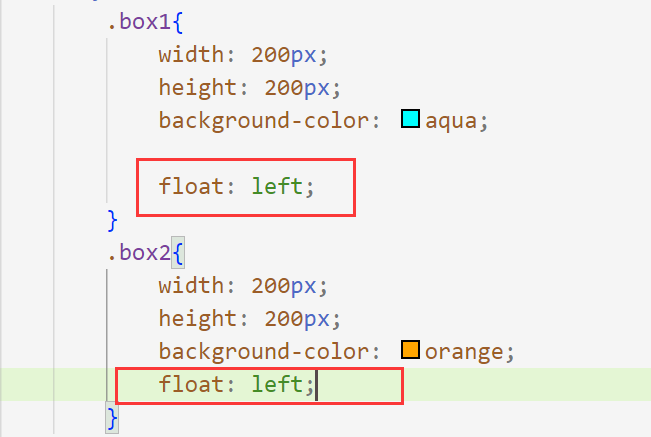 .box1{
width: 200px;
height: 200px;
background-color: aqua;
float: left;
}
.box2{
width: 200px;
height: 200px;
background-color: orange;
float: left;
}